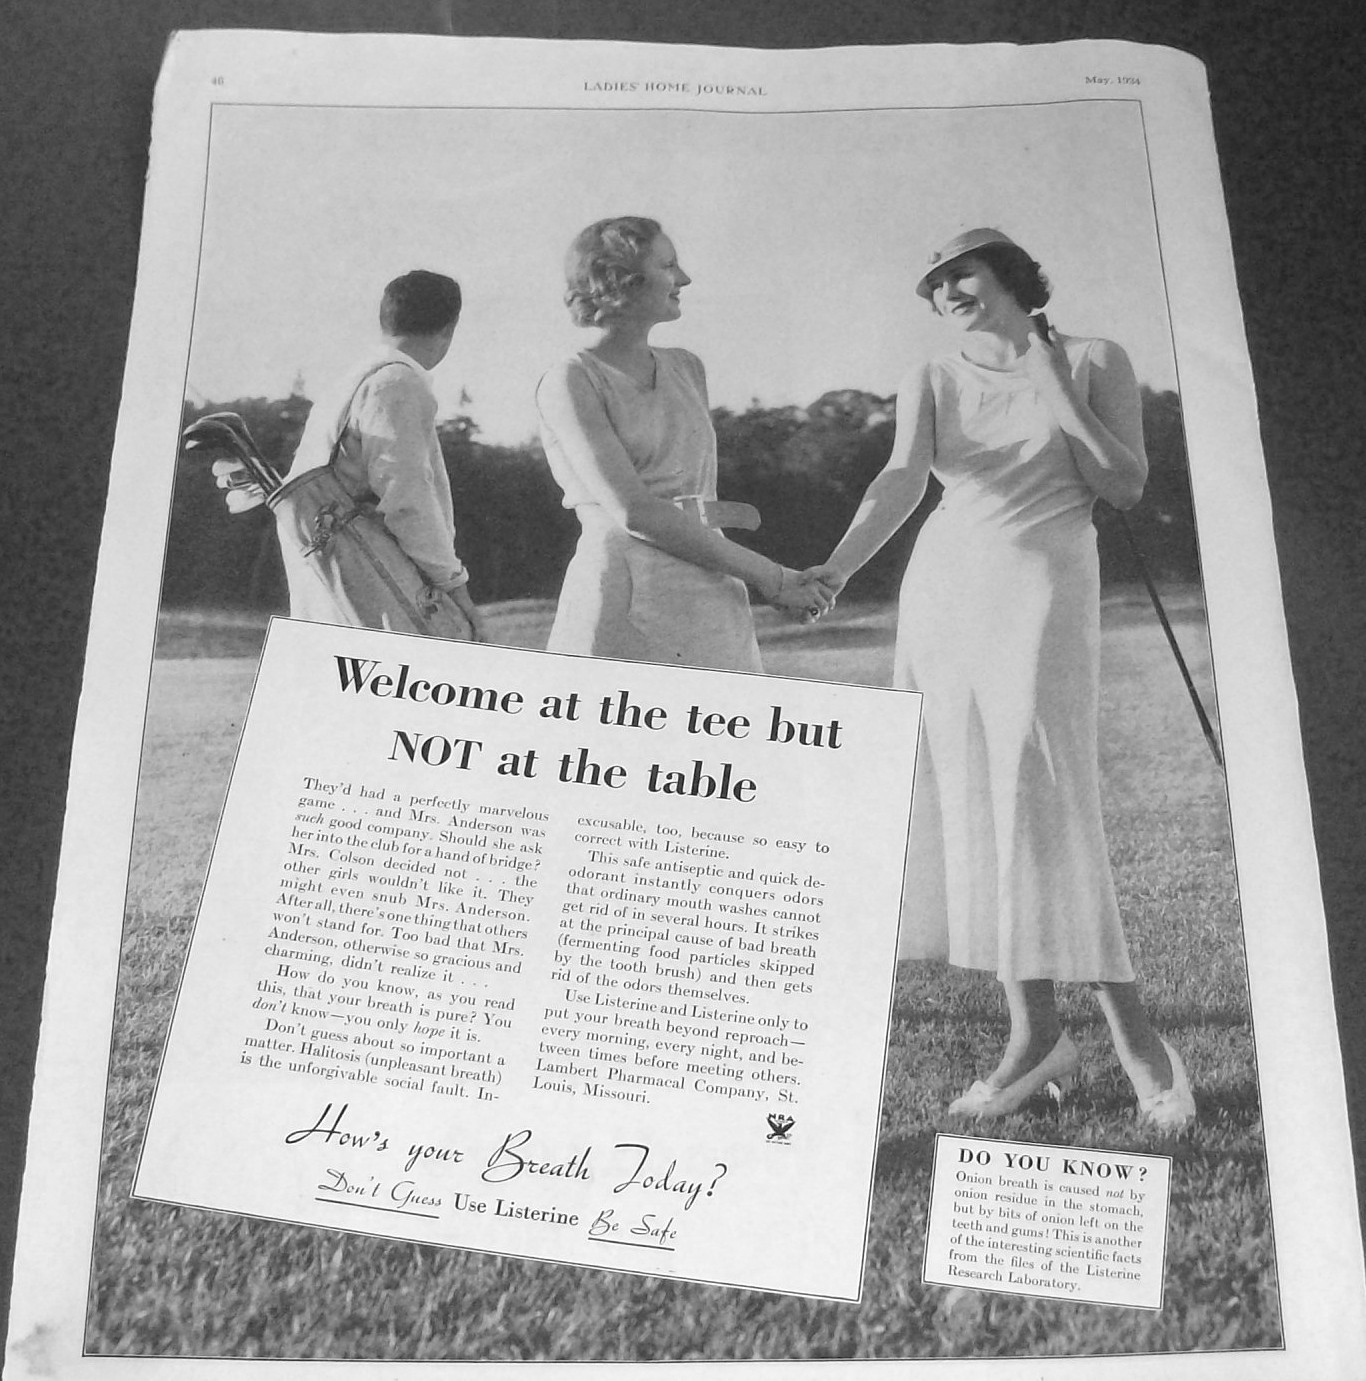 46
LADIES' HOME JOURNAL
May, 1934
Welcome at the tee but
NOT at the table
They'd had a perfectly marvelous
game . . . and Mrs. Anderson was
such good company. Should she ask
her into the club for a hand of bridge?
Mrs. Colson decided not . . . the
other girls wouldn't like it. They
might even snub Mrs. Anderson.
After all, there's one thing that others
won't stand for. Too bad that Mrs.
Anderson, otherwise so gracious and
charming, didn't realize it . . .
How do you know, as you read
this, that your breath is pure? You
don't know—you only hope it is.
Don't guess about so important a
matter. Halitosis (unpleasant breath)
is the unforgivable social fault. In-
excusable, too, because so easy to
correct with Listerine.
This safe antiseptic and quick de-
odorant instantly conquers odors
that ordinary mouth washes cannot
get rid of in several hours. It strikes
at the principal cause of bad breath
(fermenting food particles skipped
by the tooth brush) and then gets
rid of the odors themselves.
Use Listerine and Listerine only to
put your breath beyond reproach—
every morning, every night, and be-
tween times before meeting others.
Lambert Pharmacal Company, St.
Louis, Missouri.
NRA
How's your Breath Today?
Don't Guess Use Listerine Be Safe
DO YOU KNOW?
Onion breath is caused not by
onion residue in the stomach,
but by bits of onion left on the
teeth and gums! This is another
of the interesting scientific facts
from the files of the Listerine
Research Laboratory.